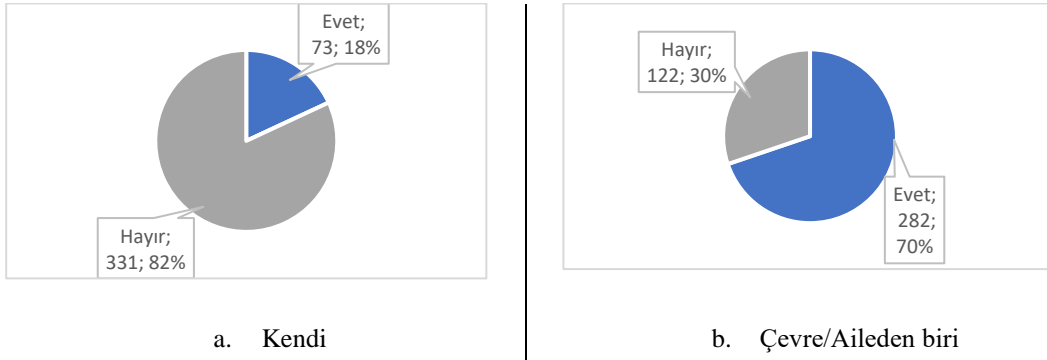 Evet;
73; 18%
Hayır;
331; 82%
a. Kendi
Hayır;
122; 30%
Evet;
282;
70%
b. Çevre/Aileden biri